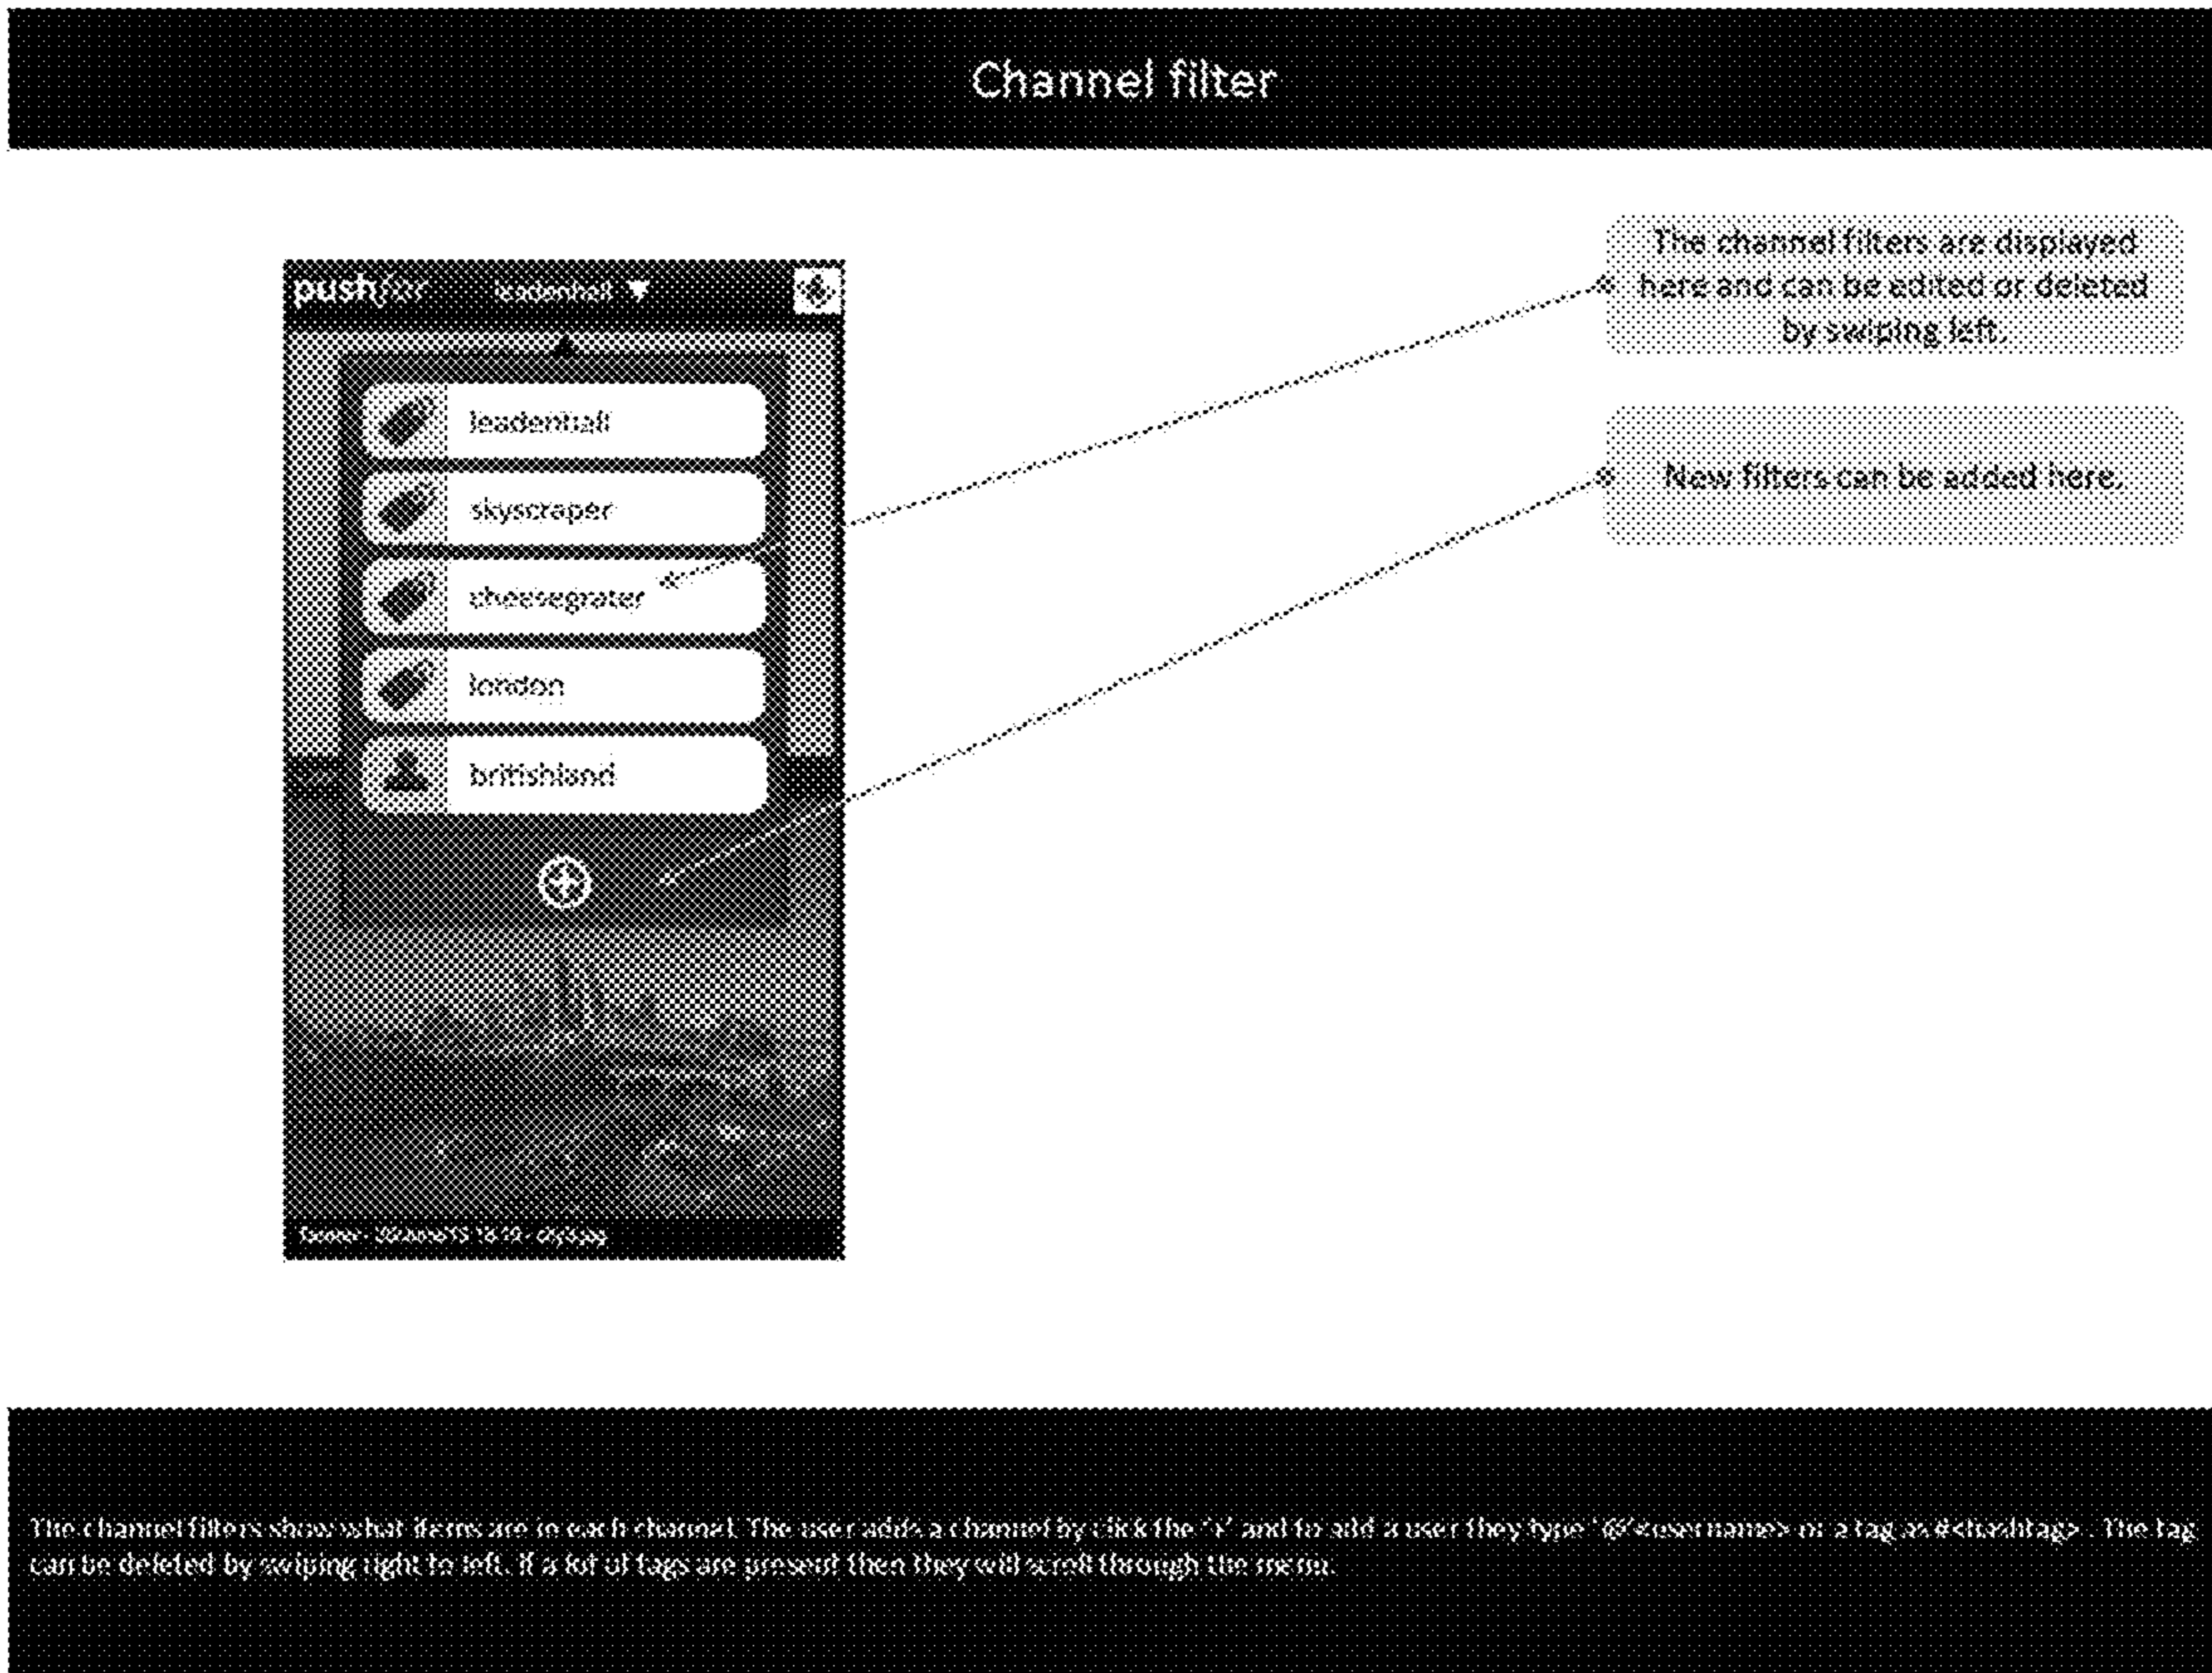 Channel filter
pushfor leadenhall
The channel filters are displayed
here and can be edited or deleted
by swiping left.
New filters can be added here.
leadenhall
skyscraper
cheesegrater
london
britishland
The channel filters show what items are in each channel. The user adds a channel by click the '+' and to add a user they type '@'<username> or a tag as #<hashtag> . The tag
can be deleted by swiping right to left. If a lot of tags are present then they will scroll through the menu.